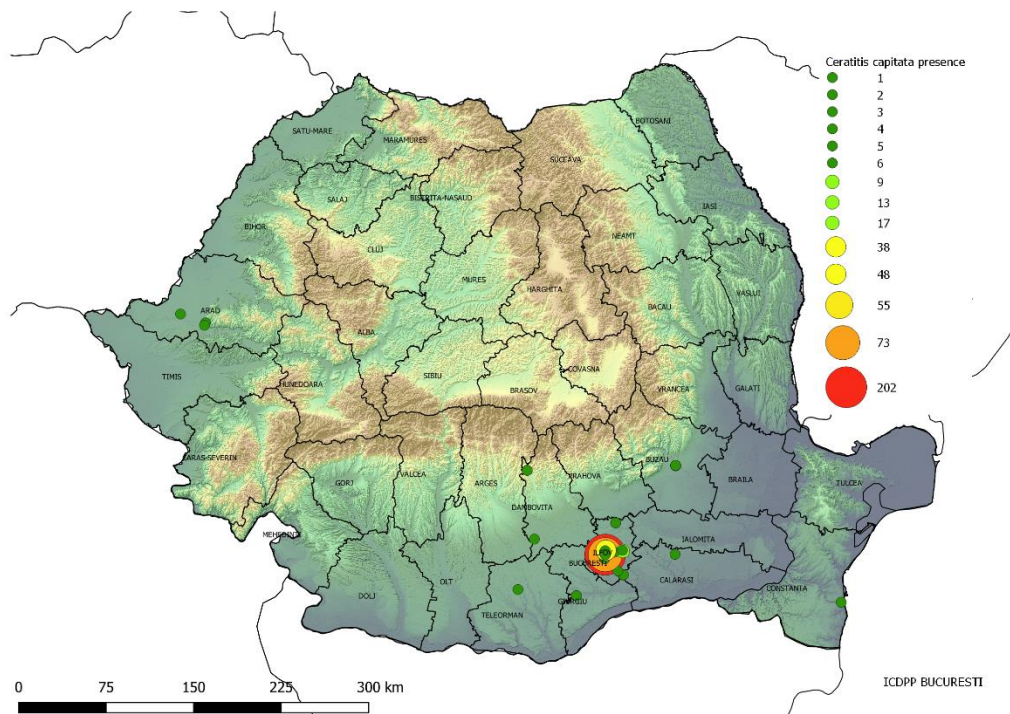 Ceratitis capitata presence
1
2
3
4
5
6
9
13
17
38
48
55
73
202
SATU-MARE
MARAMURES
BOTOSANI
SUCEAVA
SALAJ
BISTRITA-NASAUD
IASI
BIHOR
CLUJ
NEAMT
MURES
HARGHITA
VASLUI
BACAU
ARAD
ALBA
TIMIS
HUNEDOARA
SIBIU
COVASNA
BRASOV
VRANCEA
GALATI
CARAS-SEVERIN
BUZAU
GORJ
VALCEA
ARGES
PRAHOVA
BRAILA
TULCEA
DAMBOVITA
MEHEDINTI
IALOMITA
ILFOV
BUCURESTI
CALARASI
DOLJ
OLT
CONSTANTA
TELEORMAN
GIURGIU
ICDPP BUCURESTI
0 75 150 225 300 km